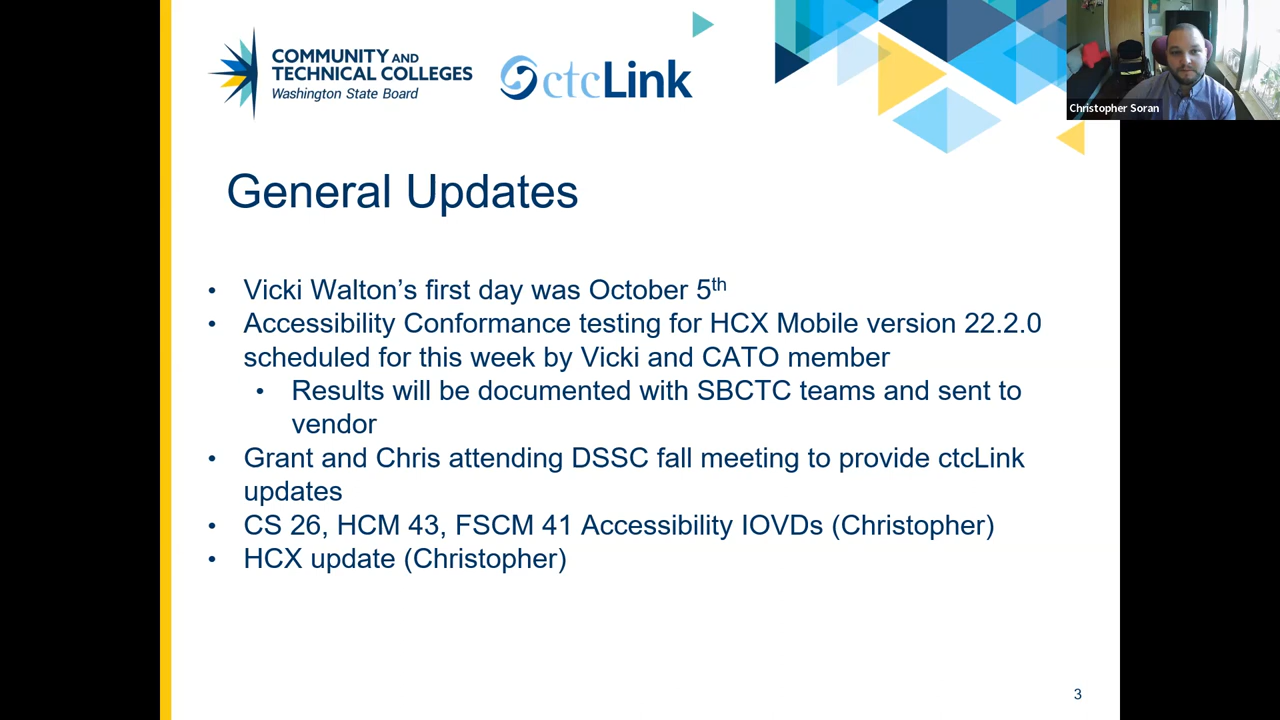 COMMUNITY AND
TECHNICAL COLLEGES
Washington State Board
ctcLink
Christopher Soran
General Updates
• Vicki Walton’s first day was October 5th
• Accessibility Conformance testing for HCX Mobile version 22.2.0
scheduled for this week by Vicki and CATO member
• Results will be documented with SBCTC teams and sent to
vendor
• Grant and Chris attending DSSC fall meeting to provide ctcLink
updates
• CS 26, HCM 43, FSCM 41 Accessibility IOVDs (Christopher)
• HCX update (Christopher)
3